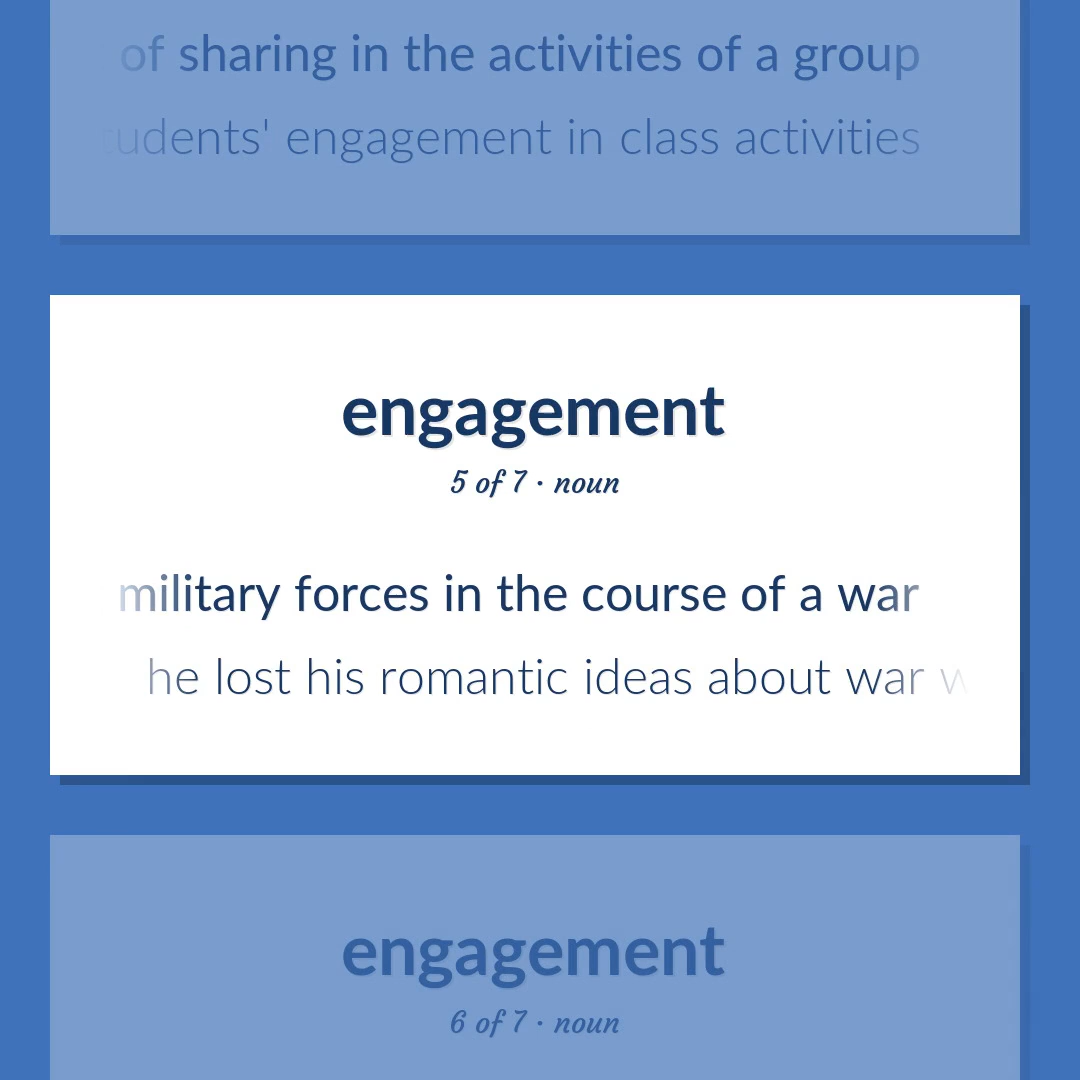 of sharing in the activities of a group
engagement in class activities
engagement
5 of 7 · noun
military forces in the course of a war
he lost his romantic ideas about war
engagement
6 of 7 · noun